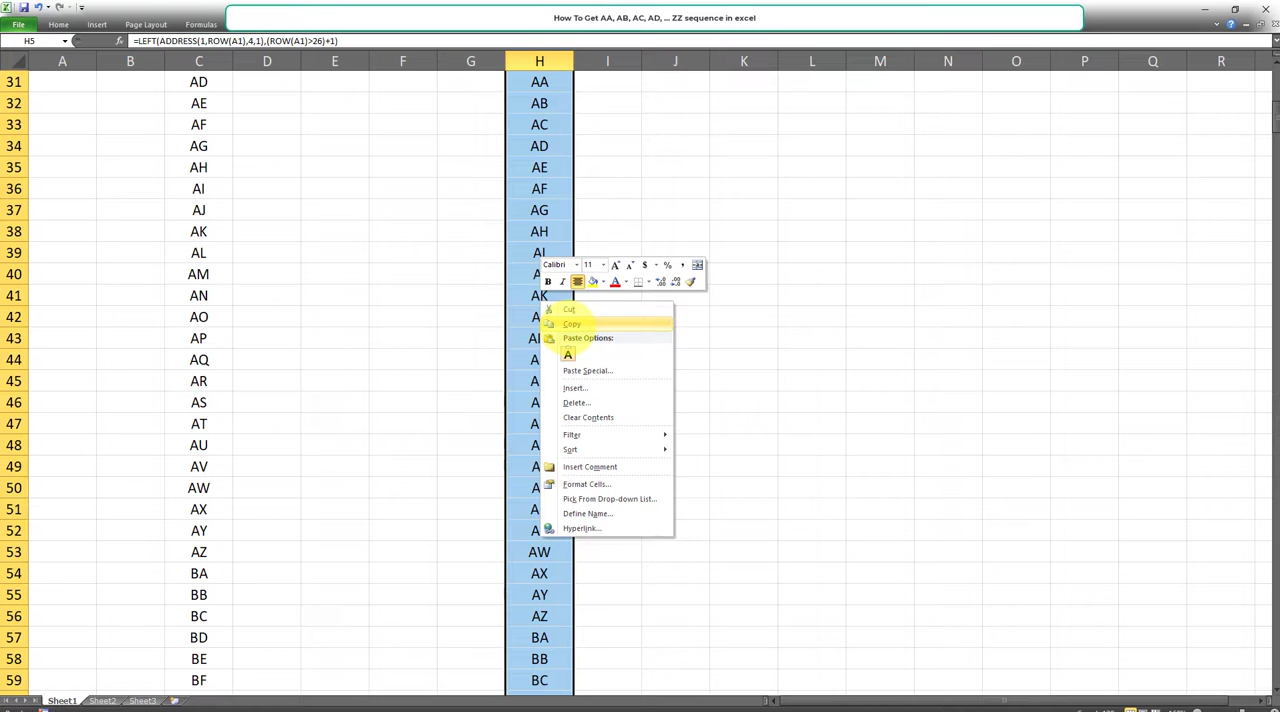 How To Get AA, AB, AC, AD, ... ZZ sequence in excel
File Home Insert Page Layout Formulas
H5 fx =LEFT(ADDRESS(1,ROW(A1),4,1),(ROW(A1)>26)+1)
A B C D E F G H I J K L M N O P Q R
31 AD AA
32 AE AB
33 AF AC
34 AG AD
35 AH AE
36 AI AF
37 AJ AG
38 AK AH
39 AL AI
40 AM
41 AN AK
42 AO
43 AP
44 AQ
45 AR
46 AS
47 AT
48 AU
49 AV
50 AW
51 AX
52 AY
53 AZ AW
54 BA AX
55 BB AY
56 BC AZ
57 BD BA
58 BE BB
59 BF BC
Calibri 11 A A $ % ,
B I A
Cut
Copy
Paste Options:
A
Paste Special...
Insert...
Delete...
Clear Contents
Filter
Sort
Insert Comment
Format Cells...
Pick From Drop-down List...
Define Name...
Hyperlink...
Sheet1 Sheet2 Sheet3